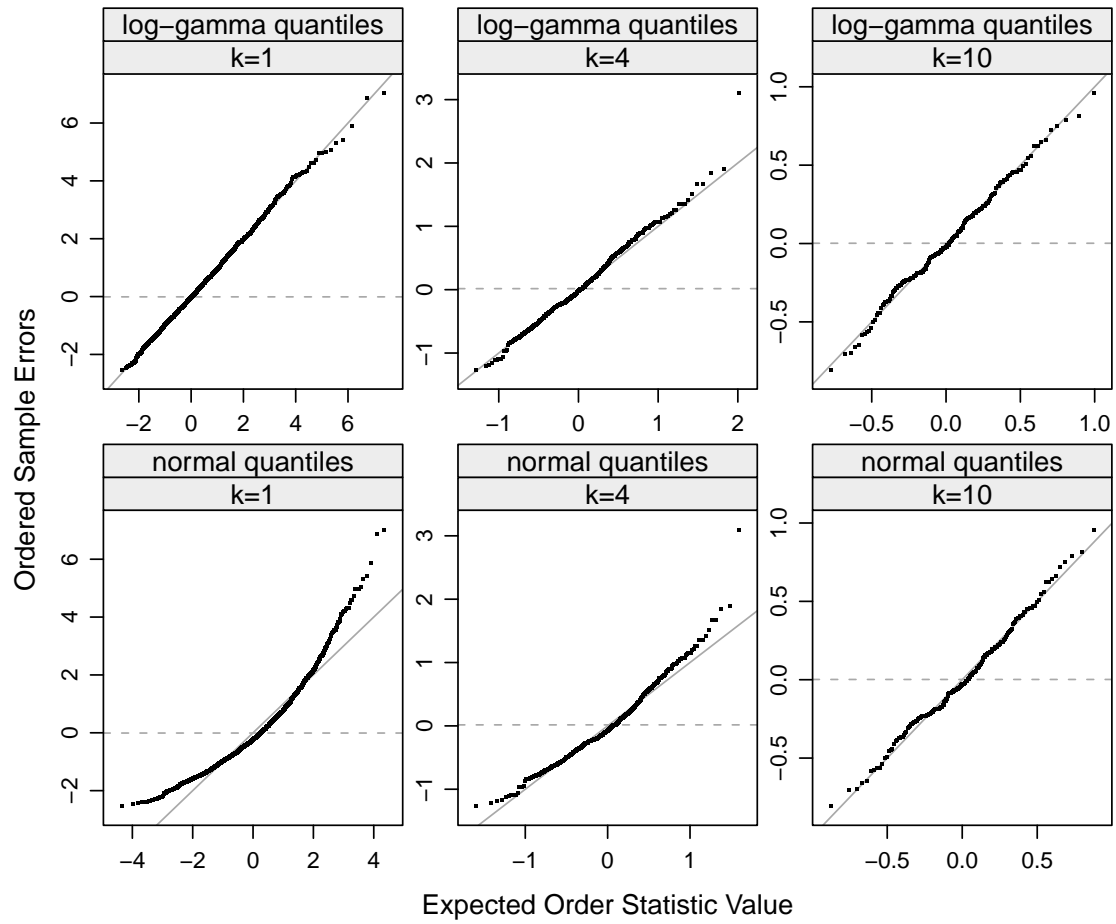 log−gamma quantiles
k=1
log−gamma quantiles
k=4
log−gamma quantiles
k=10
6
4
2
0
−2
−2 0 2 4 6
3
2
1
0
−1
−1 0 1 2
1.0
0.5
0.0
−0.5
−0.5 0.0 0.5 1.0
normal quantiles
k=1
normal quantiles
k=4
normal quantiles
k=10
6
4
2
0
−2
−4 −2 0 2 4
3
2
1
0
−1
−1 0 1
1.0
0.5
0.0
−0.5
−0.5 0.0 0.5
Ordered Sample Errors
Expected Order Statistic Value